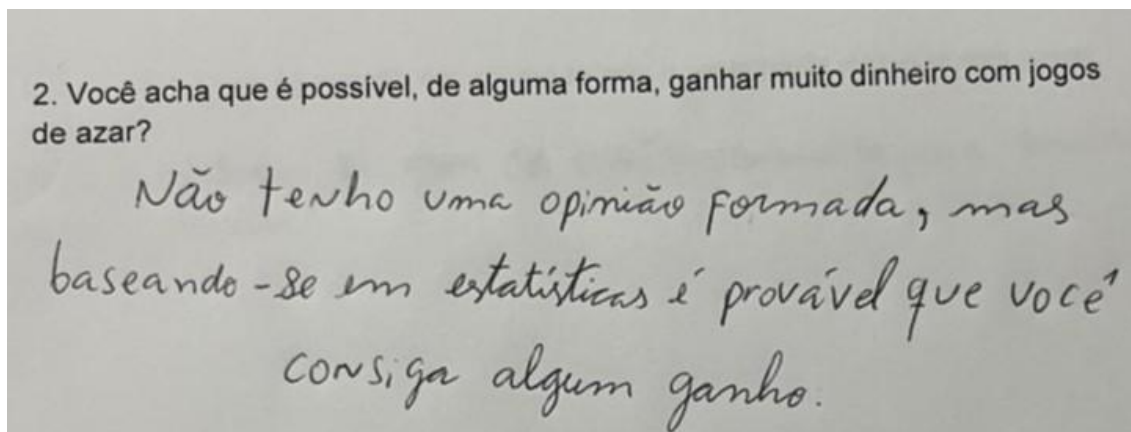 2. Você acha que é possível, de alguma forma, ganhar muito dinheiro com jogos
de azar?
Não tenho uma opinião formada, mas
baseando-se em estatísticas é provável que você
consiga algum ganho.